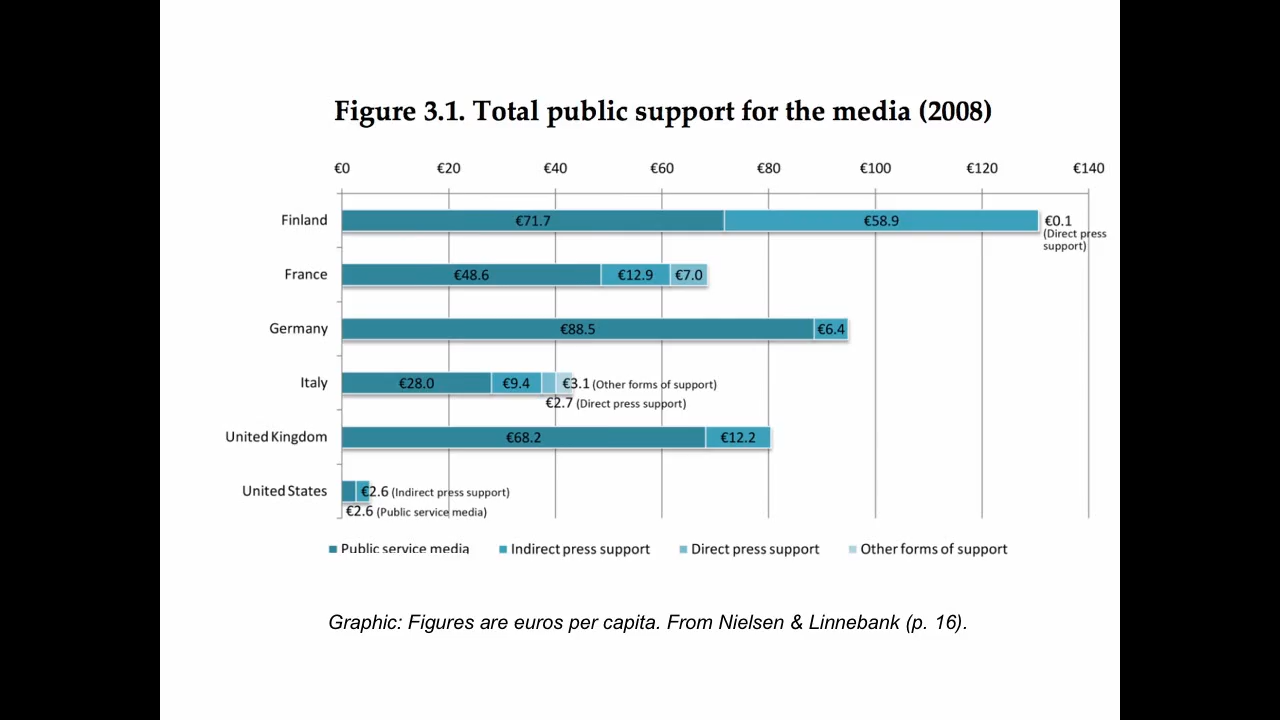 Figure 3.1. Total public support for the media (2008)
€0 €20 €40 €60 €80 €100 €120 €140
Finland €71.7 €58.9 €0.1
(Direct press
support)
France €48.6 €12.9 €7.0
Germany €88.5 €6.4
Italy €28.0 €9.4 €3.1 (Other forms of support)
€2.7 (Direct press support)
United Kingdom €68.2 €12.2
United States €2.6 (Indirect press support)
€2.6 (Public service media)
Public service media Indirect press support Direct press support Other forms of support
Graphic: Figures are euros per capita. From Nielsen & Linnebank (p. 16).